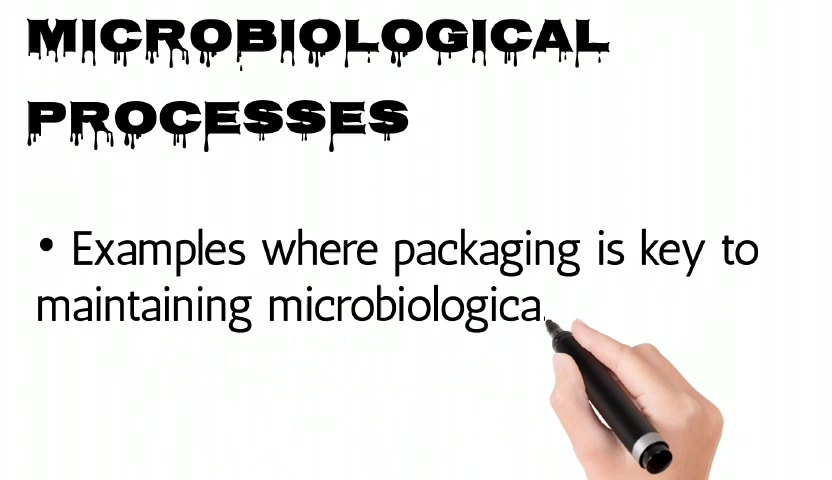 MICROBIOLOGICAL
PROCESSES
• Examples where packaging is key to
maintaining microbiologica